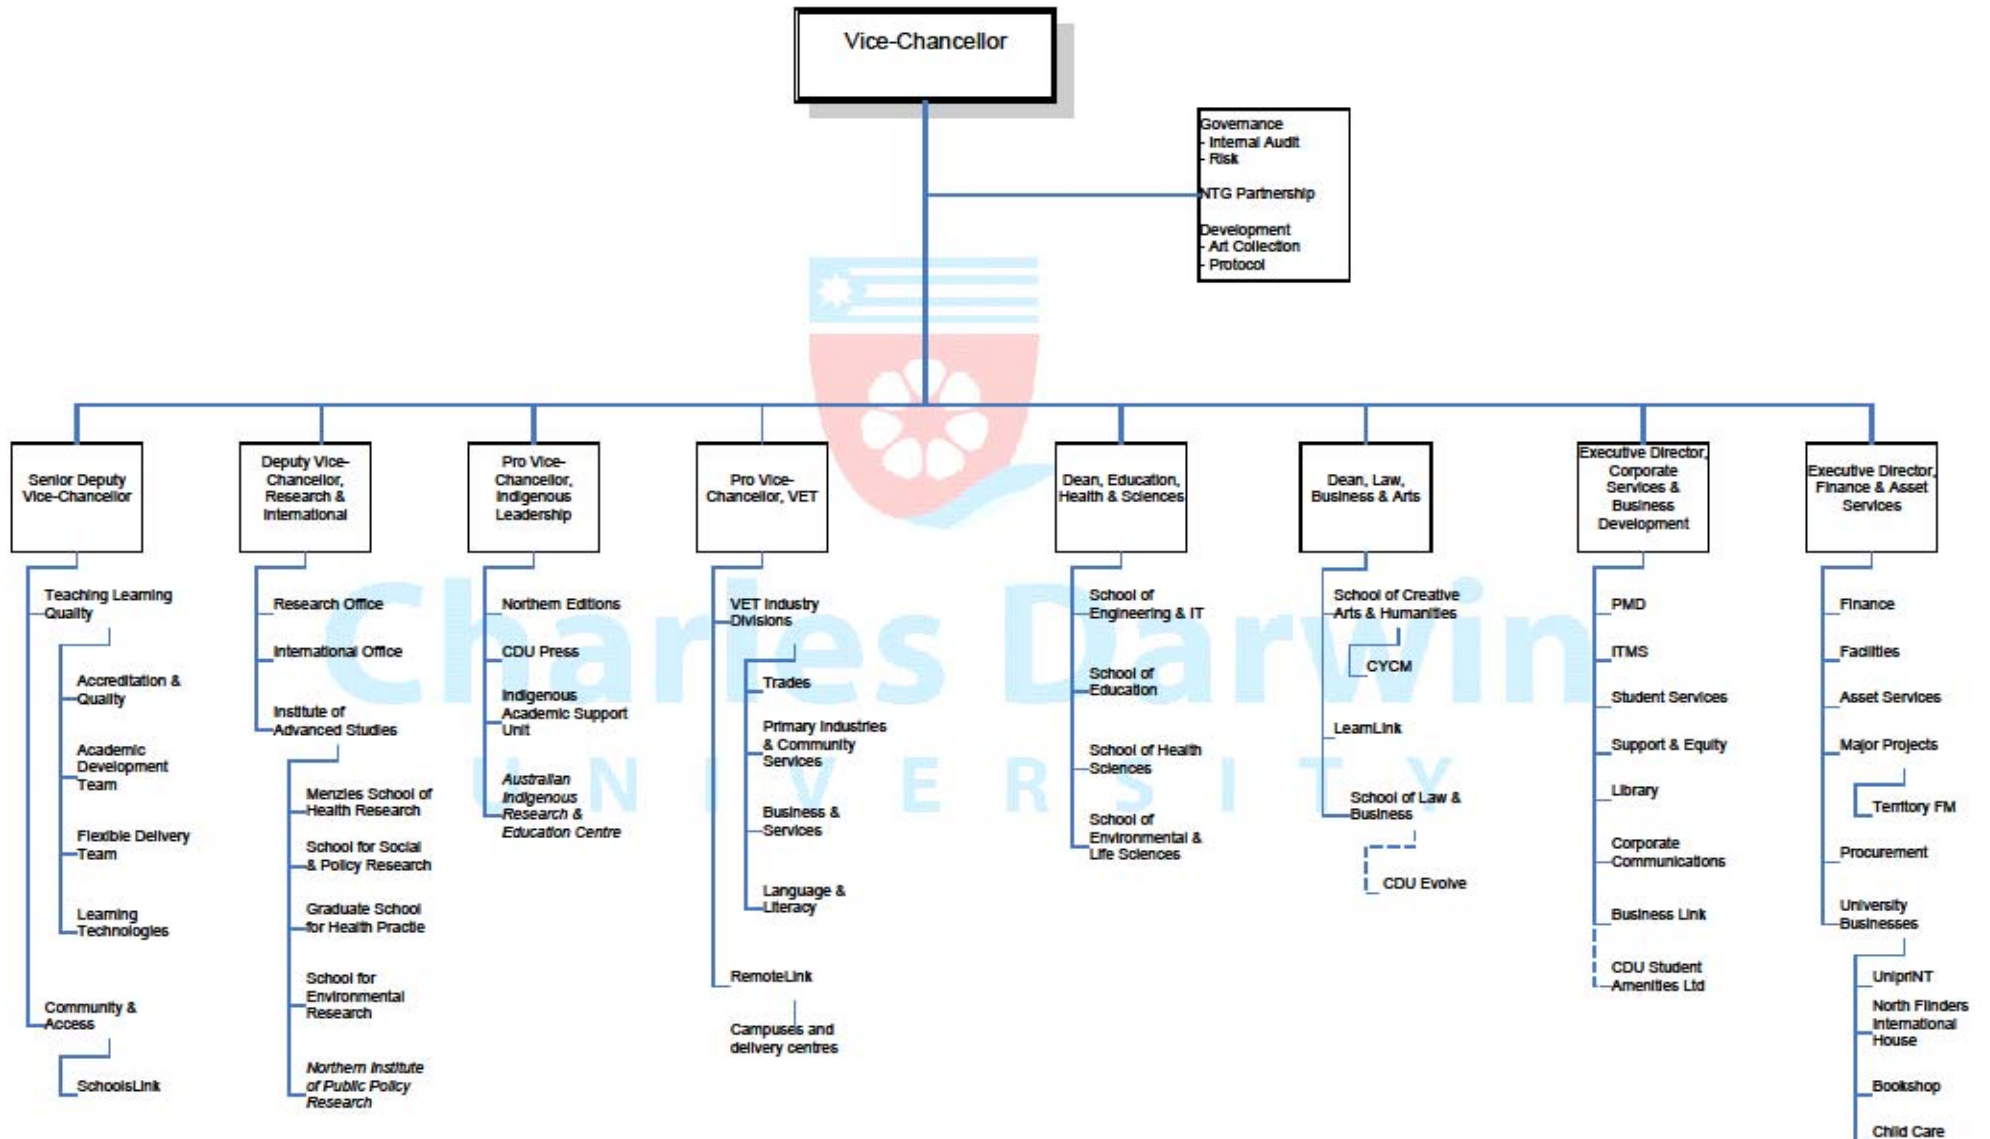 Vice-Chancellor
Governance
- Internal Audit
- Risk
NTG Partnership
Development
- Art Collection
- Protocol
Charles Darwin
UNIVERSITY
Senior Deputy
Vice-Chancellor
Teaching Learning
Quality
Accreditation &
Quality
Academic
Development
Team
Flexible Delivery
Team
Learning
Technologies
Community &
Access
SchoolsLink
Deputy Vice-
Chancellor,
Research &
International
Research Office
International Office
Institute of
Advanced Studies
Menzies School of
Health Research
School for Social
& Policy Research
Graduate School
for Health Practie
School for
Environmental
Research
Northern Institute
of Public Policy
Research
Pro Vice-
Chancellor,
Indigenous
Leadership
Northern Editions
CDU Press
Indigenous
Academic Support
Unit
Australian
Indigenous
Research &
Education Centre
Pro Vice-
Chancellor, VET
VET Industry
Divisions
Trades
Primary Industries
& Community
Services
Business &
Services
Language &
Literacy
RemoteLink
Campuses and
delivery centres
Dean, Education,
Health & Sciences
School of
Engineering & IT
School of
Education
School of Health
Sciences
School of
Environmental &
Life Sciences
Dean, Law,
Business & Arts
School of Creative
Arts & Humanities
CYCM
LearnLink
School of Law &
Business
CDU Evolve
Executive Director,
Corporate
Services &
Business
Development
PMD
ITMS
Student Services
Support & Equity
Library
Corporate
Communications
Business Link
CDU Student
Amenities Ltd
Executive Director,
Finance & Asset
Services
Finance
Facilities
Asset Services
Major Projects
Territory FM
Procurement
University
Businesses
UnipriNT
North Flinders
International
House
Bookshop
Child Care